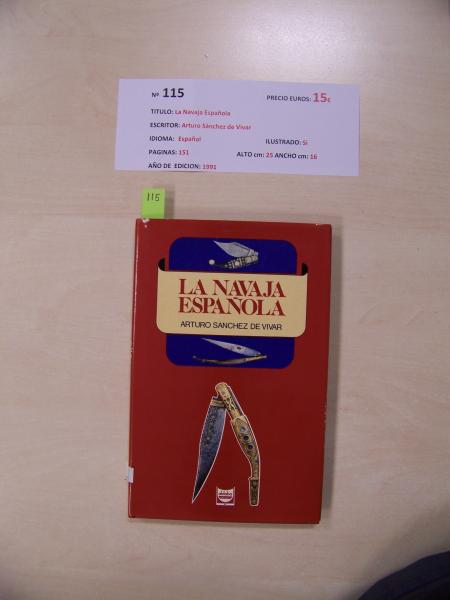 Nº 115 PRECIO EUROS: 15€
TITULO: La Navaja Española
ESCRITOR: Arturo Sánchez de Vivar
IDIOMA: Español ILUSTRADO: Si
PAGINAS: 151 ALTO cm: 25 ANCHO cm: 16
AÑO DE EDICION: 1991
115
LA NAVAJA
ESPAÑOLA
ARTURO SANCHEZ DE VIVAR